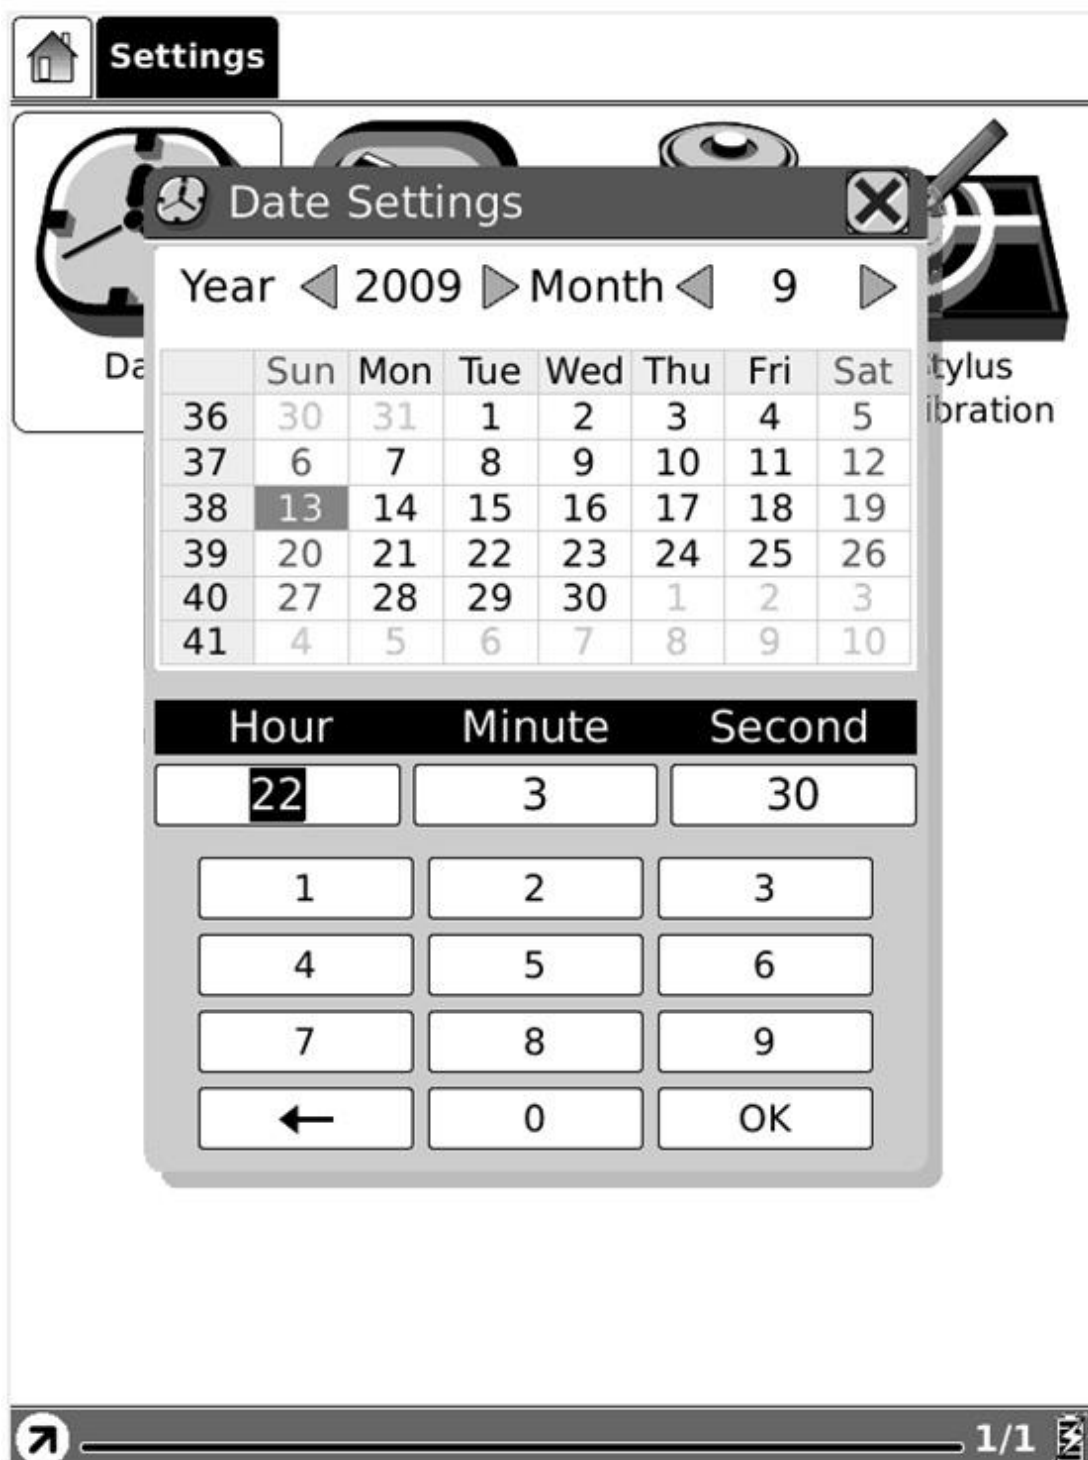 Settings
Date Settings
Year 2009 Month 9
Sun Mon Tue Wed Thu Fri Sat
36 30 31 1 2 3 4 5
37 6 7 8 9 10 11 12
38 13 14 15 16 17 18 19
39 20 21 22 23 24 25 26
40 27 28 29 30 1 2 3
41 4 5 6 7 8 9 10
Da
tylus
ibration
Hour Minute Second
22 3 30
1 2 3
4 5 6
7 8 9
← 0 OK
1/1